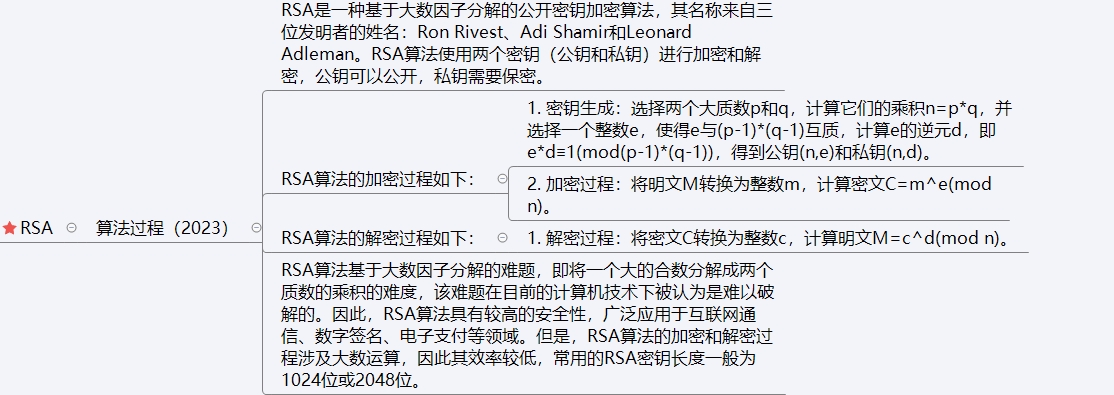 RSA是一种基于大数因子分解的公开密钥加密算法，其名称来自三
位发明者的姓名：Ron Rivest、Adi Shamir和Leonard
Adleman。RSA算法使用两个密钥（公钥和私钥）进行加密和解
密，公钥可以公开，私钥需要保密。
1. 密钥生成：选择两个大质数p和q，计算它们的乘积n=p*q，并
选择一个整数e，使得e与(p-1)*(q-1)互质，计算e的逆元d，即
e*d≡1(mod(p-1)*(q-1))，得到公钥(n,e)和私钥(n,d)。
RSA算法的加密过程如下：
2. 加密过程：将明文M转换为整数m，计算密文C=m^e(mod
n)。
RSA
算法过程（2023）
RSA算法的解密过程如下：
1. 解密过程：将密文C转换为整数c，计算明文M=c^d(mod n)。
RSA算法基于大数因子分解的难题，即将一个大的合数分解成两个
质数的乘积的难度，该难题在目前的计算机技术下被认为是难以破
解的。因此，RSA算法具有较高的安全性，广泛应用于互联网通
信、数字签名、电子支付等领域。但是，RSA算法的加密和解密过
程涉及大数运算，因此其效率较低，常用的RSA密钥长度一般为
1024位或2048位。